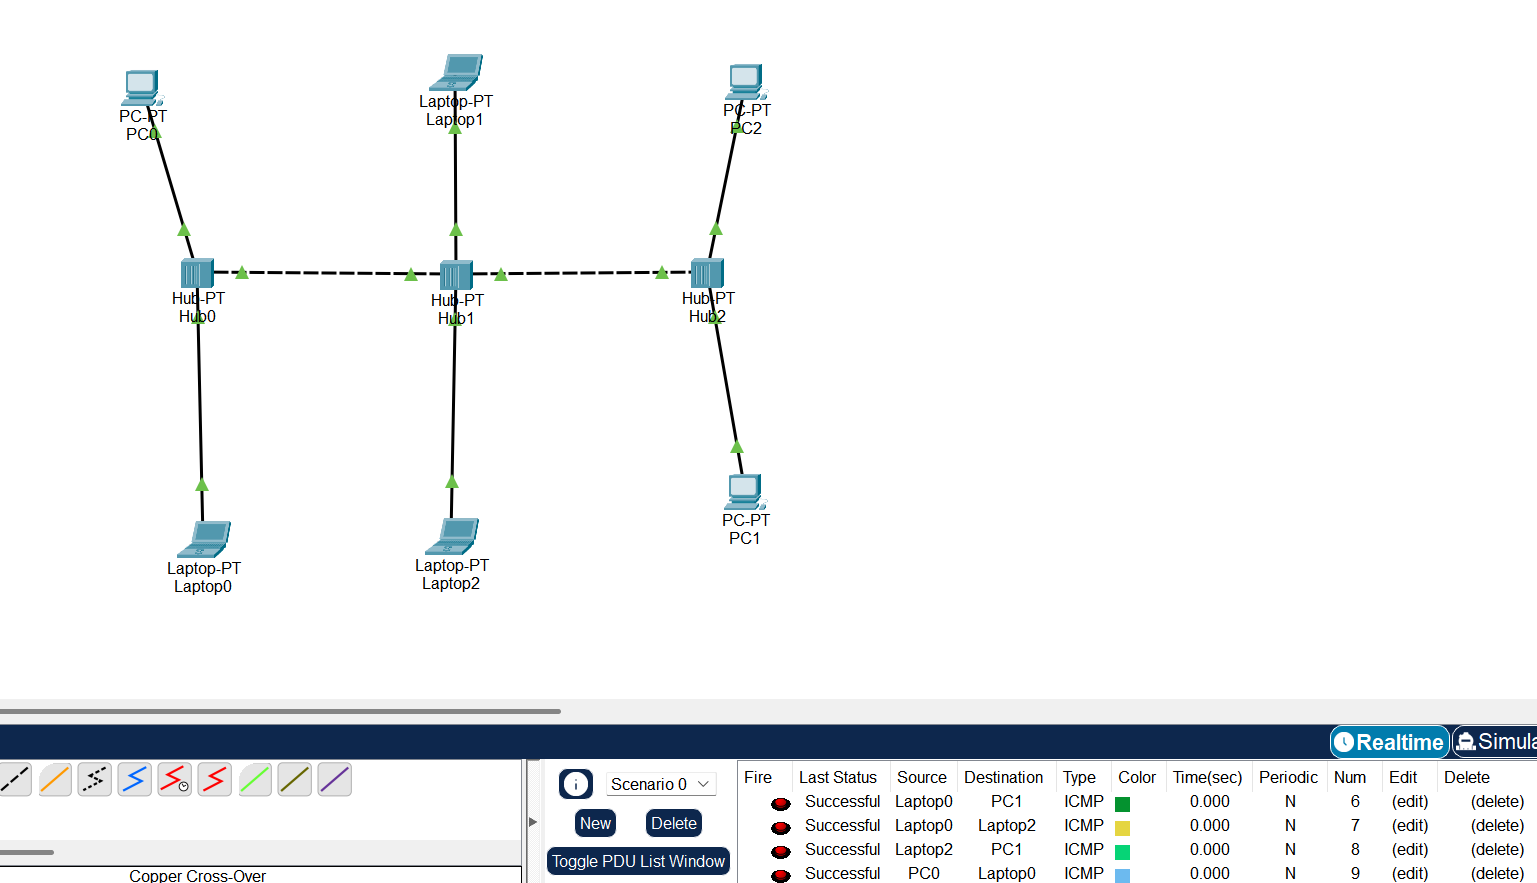 Laptop-PT
Laptop1
PC-PT
PC2
PC-PT
PC0
Hub-PT
Hub0
Hub-PT
Hub1
Hub-PT
Hub2
PC-PT
PC1
Laptop-PT
Laptop2
Laptop-PT
Laptop0
Realtime Simula
Scenario 0
New Delete
Toggle PDU List Window
Copper Cross-Over
Fire Last Status Source Destination Type Color Time(sec) Periodic Num Edit Delete
Successful Laptop0 PC1 ICMP 0.000 N 6 (edit) (delete)
Successful Laptop0 Laptop2 ICMP 0.000 N 7 (edit) (delete)
Successful Laptop2 PC1 ICMP 0.000 N 8 (edit) (delete)
Successful PC0 Laptop0 ICMP 0.000 N 9 (edit) (delete)